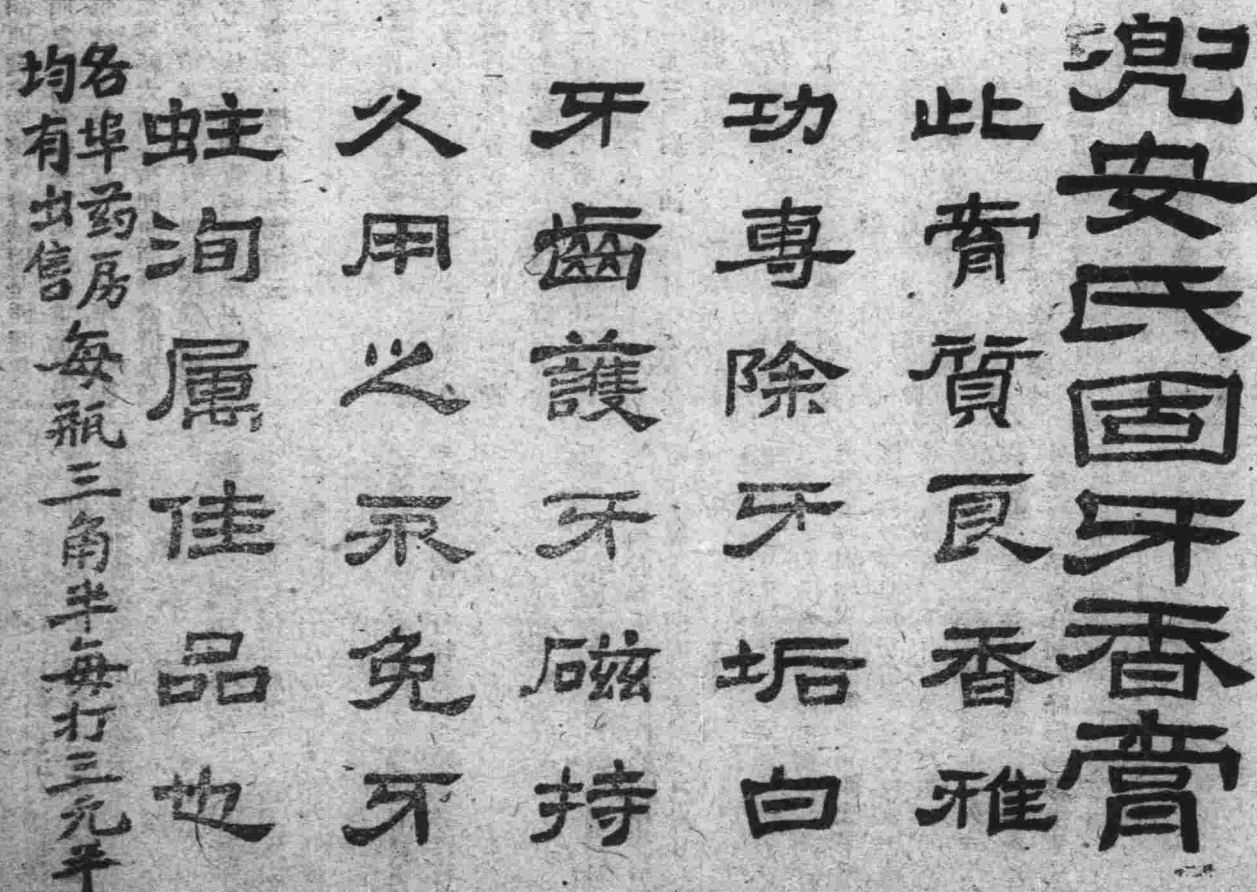 兜安氏固牙香膏
此膏質良香雅
功專除牙垢白
牙齒護牙磁持
久用之永免牙
蛀洵属佳品也
各埠药房
均有出售
每瓶三角半每打三元半